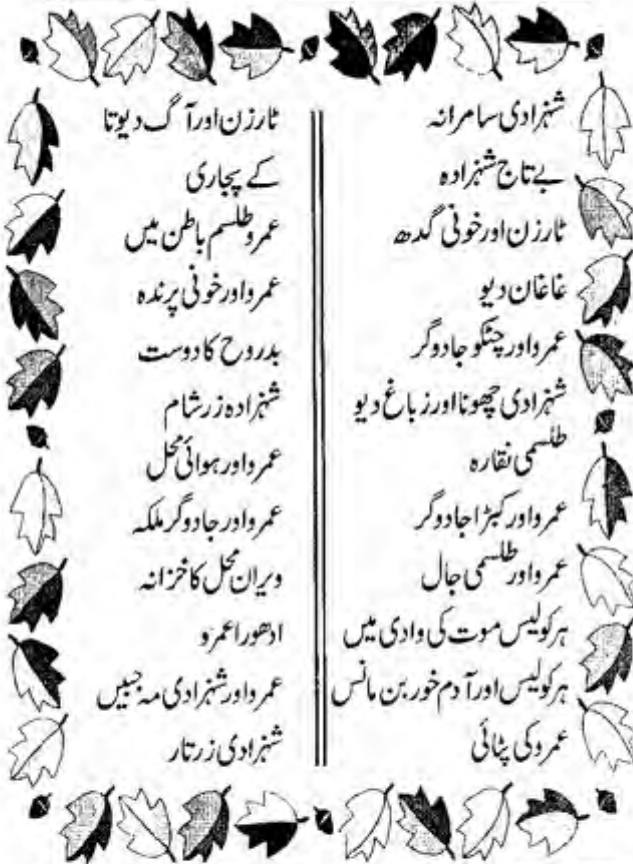 شہزادی سامرانہ
بے تاج شہزادہ
ٹارزن اور خونی گدھ
غاغان دیو
عمرو اور چنگو جادوگر
شہزادی چھونا اور زباغ دیو
طلسمی نقارہ
عمرو اور کبڑا جادوگر
عمرو اور طلسمی جال
ہرکولیس موت کی وادی میں
ہرکولیس اور آدم خور بن مانس
عمرو کی پٹائی
ٹارزن اور آگ دیوتا
کے پجاری
عمرو طلسم باطن میں
عمرو اور خونی پرندہ
بدروح کا دوست
شہزادہ زرشام
عمرو اور ہوائی محل
عمرو اور جادوگر ملکہ
ویران محل کا خزانہ
ادھورا عمرو
عمرو اور شہزادی مہ جبیں
شہزادی زرتار